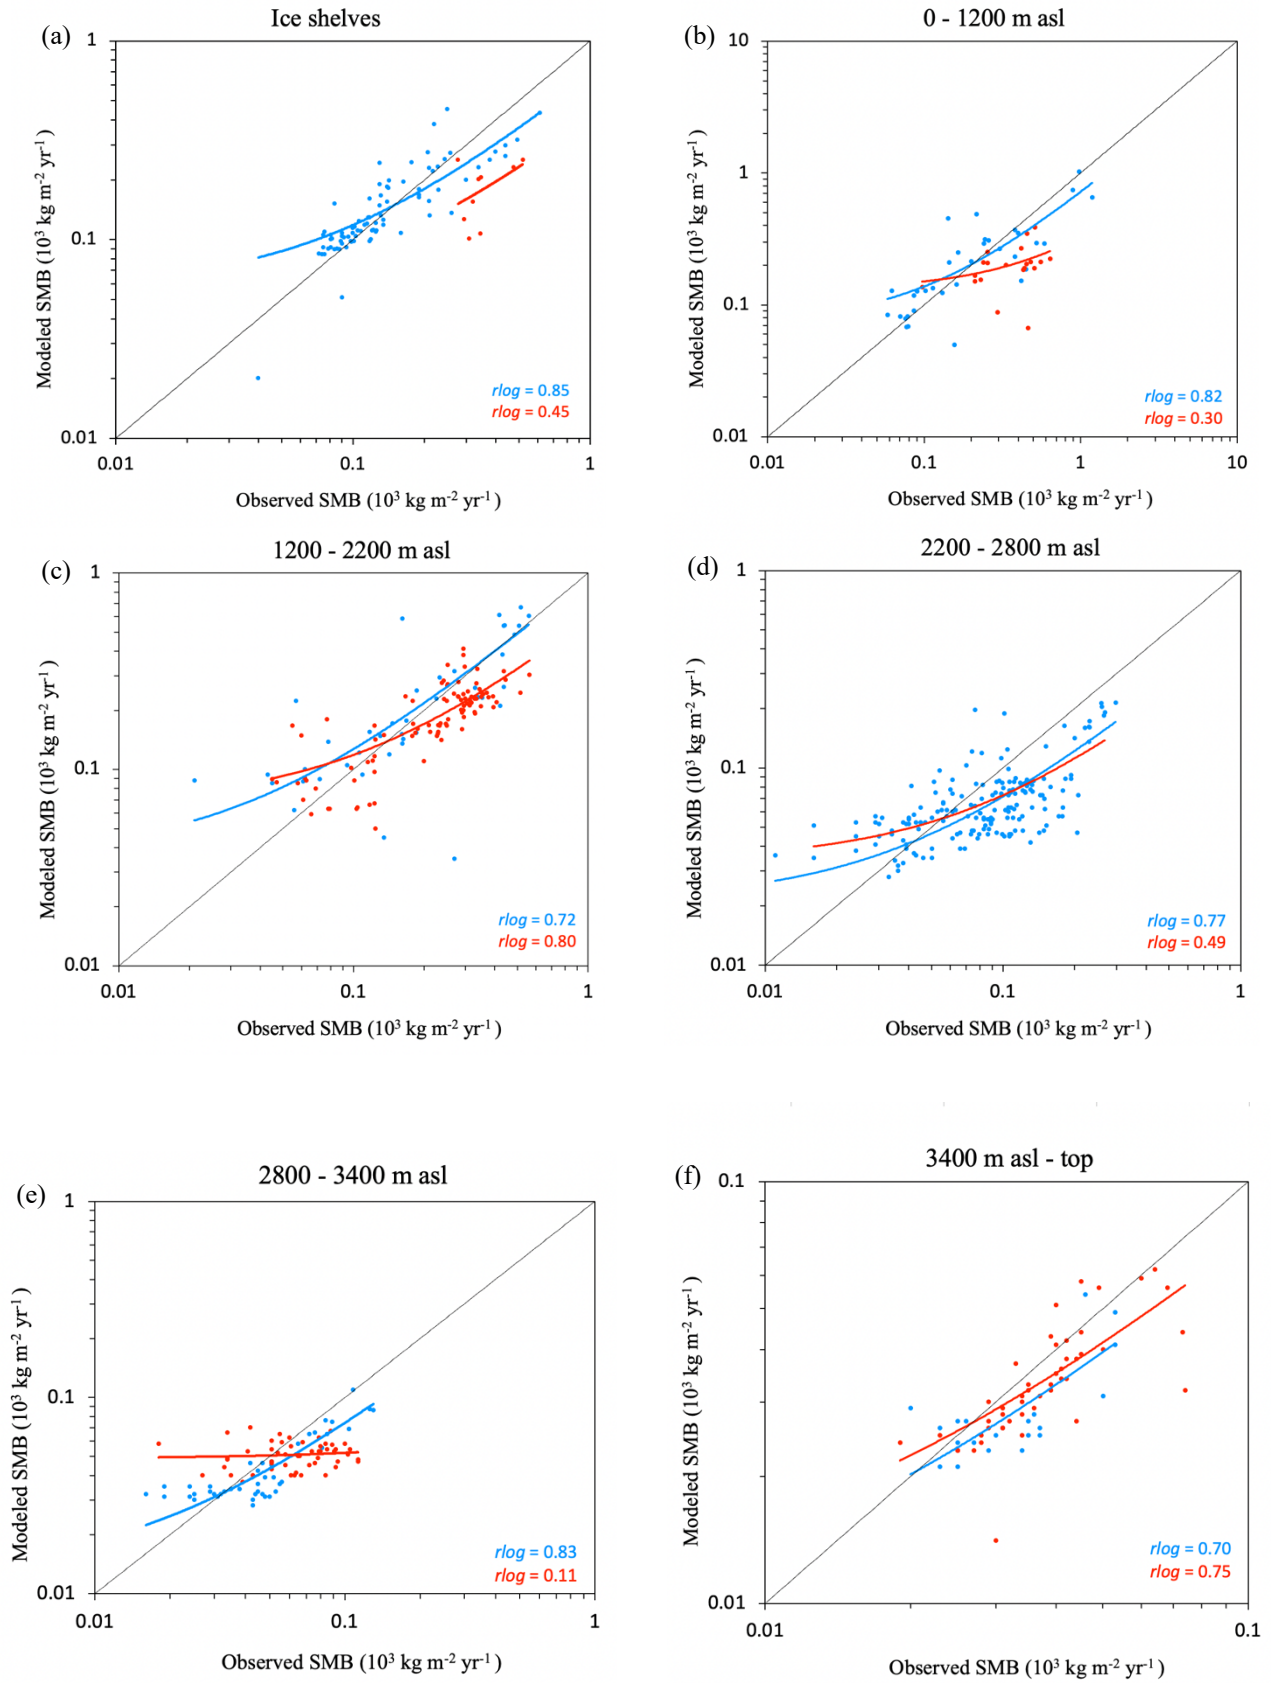 Ice shelves
(a)
1
0.1
0.01
0.01
0.1
1
Modeled SMB (10³ kg m⁻² yr⁻¹ )
Observed SMB (10³ kg m⁻² yr⁻¹ )
rlog = 0.85
rlog = 0.45
0 - 1200 m asl
(b)
10
1
0.1
0.01
0.01
0.1
1
10
Modeled SMB (10³ kg m⁻² yr⁻¹ )
Observed SMB (10³ kg m⁻² yr⁻¹ )
rlog = 0.82
rlog = 0.30
1200 - 2200 m asl
(c)
1
0.1
0.01
0.01
0.1
1
Modeled SMB (10³ kg m⁻² yr⁻¹ )
Observed SMB (10³ kg m⁻² yr⁻¹ )
rlog = 0.72
rlog = 0.80
2200 - 2800 m asl
(d)
1
0.1
0.01
0.01
0.1
1
Modeled SMB (10³ kg m⁻² yr⁻¹ )
Observed SMB (10³ kg m⁻² yr⁻¹ )
rlog = 0.77
rlog = 0.49
2800 - 3400 m asl
(e)
1
0.1
0.01
0.01
0.1
1
Modeled SMB (10³ kg m⁻² yr⁻¹ )
Observed SMB (10³ kg m⁻² yr⁻¹ )
rlog = 0.83
rlog = 0.11
3400 m asl - top
(f)
0.1
0.01
0.01
0.1
Modeled SMB (10³ kg m⁻² yr⁻¹ )
Observed SMB (10³ kg m⁻² yr⁻¹ )
rlog = 0.70
rlog = 0.75